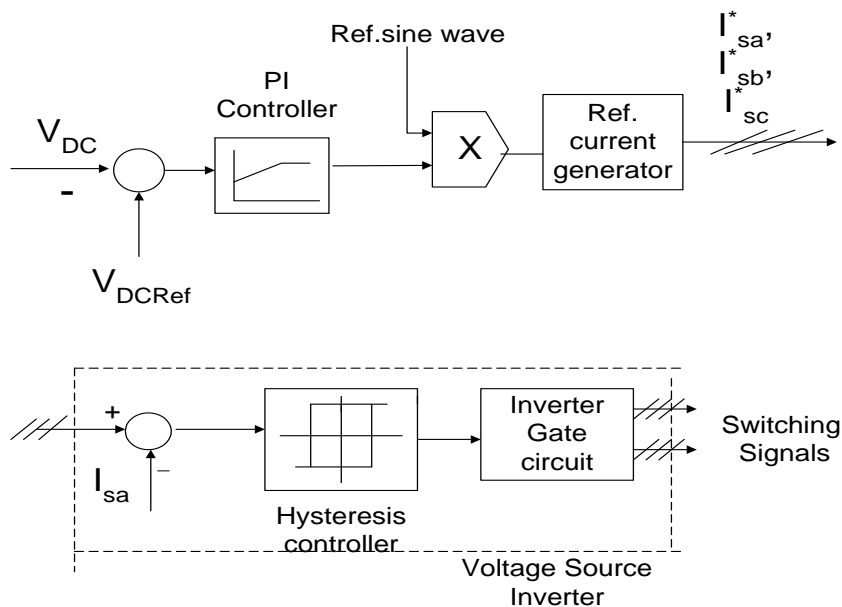 Ref.sine wave
I*sa,
I*sb,
I*sc
PI
Controller
VDC
-
X
Ref.
current
generator
VDCRef
+
−
Isa
Inverter
Gate
circuit
Switching
Signals
Hysteresis
controller
Voltage Source
Inverter